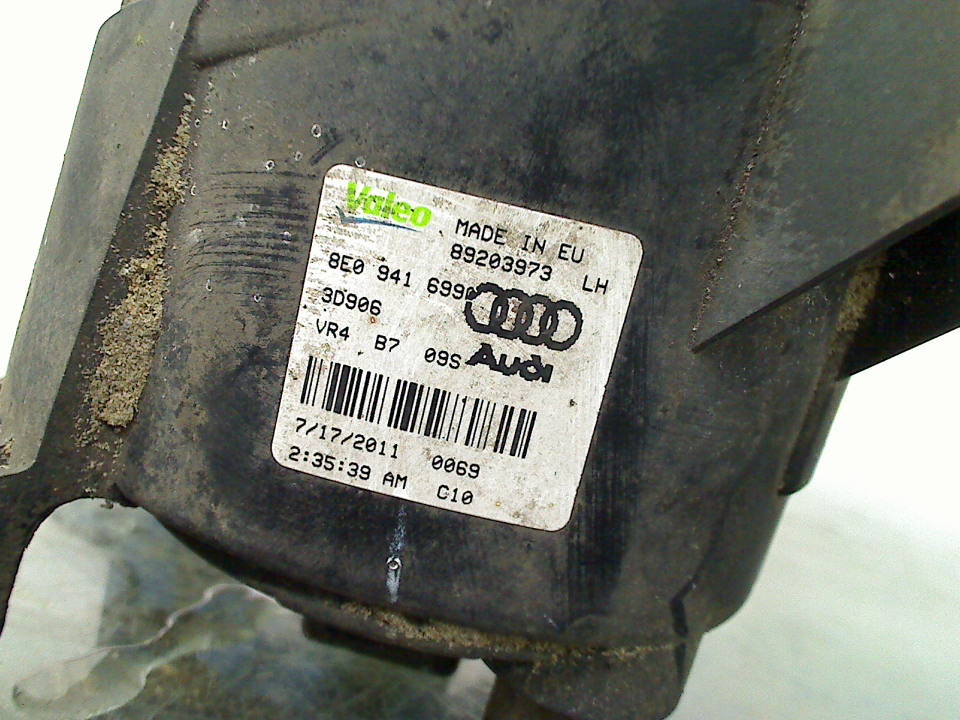 Valeo
MADE IN EU
89203973 LH
8E0 941 699
3D906
VR4 B7 09S
Audi
7/17/2011 0069
2:35:39 AM C10